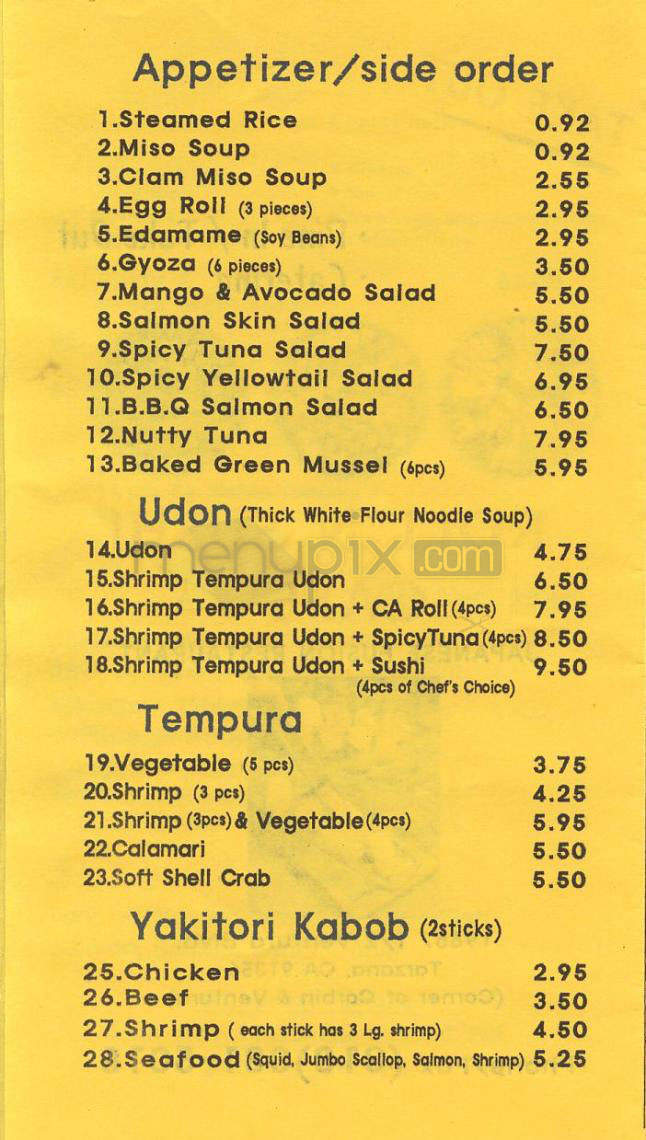 Appetizer/side order
1.Steamed Rice 0.92
2.Miso Soup 0.92
3.Clam Miso Soup 2.55
4.Egg Roll (3 pieces) 2.95
5.Edamame (Soy Beans) 2.95
6.Gyoza (6 pieces) 3.50
7.Mango & Avocado Salad 5.50
8.Salmon Skin Salad 5.50
9.Spicy Tuna Salad 7.50
10.Spicy Yellowtail Salad 6.95
11.B.B.Q Salmon Salad 6.50
12.Nutty Tuna 7.95
13.Baked Green Mussel (6pcs) 5.95
Udon (Thick White Flour Noodle Soup)
14.Udon 4.75
menupix.com
15.Shrimp Tempura Udon 6.50
16.Shrimp Tempura Udon + CA Roll (4pcs) 7.95
17.Shrimp Tempura Udon + SpicyTuna (4pcs) 8.50
18.Shrimp Tempura Udon + Sushi 9.50
(4pcs of Chef's Choice)
Tempura
19.Vegetable (5 pcs) 3.75
20.Shrimp (3 pcs) 4.25
21.Shrimp (3pcs) & Vegetable (4pcs) 5.95
22.Calamari 5.50
23.Soft Shell Crab 5.50
Yakitori Kabob (2sticks)
25.Chicken 2.95
26.Beef 3.50
27.Shrimp ( each stick has 3 Lg. shrimp) 4.50
28.Seafood (Squid, Jumbo Scallop, Salmon, Shrimp) 5.25